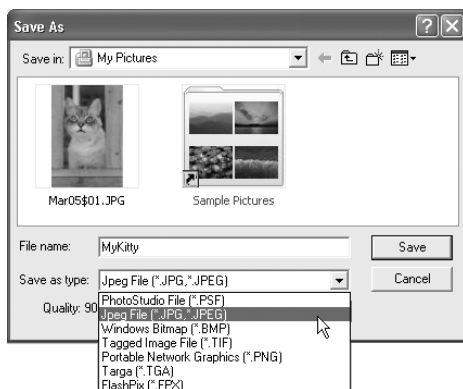 Save As
Save in: My Pictures
Mar05$01.JPG
Sample Pictures
File name: MyKitty Save
Save as type: Jpeg File (*.JPG,*.JPEG) Cancel
Quality: 90
PhotoStudio File (*.PSF)
Jpeg File (*.JPG,*.JPEG)
Windows Bitmap (*.BMP)
Tagged Image File (*.TIF)
Portable Network Graphics (*.PNG)
Targa (*.TGA)
FlashPix (*.FPX)